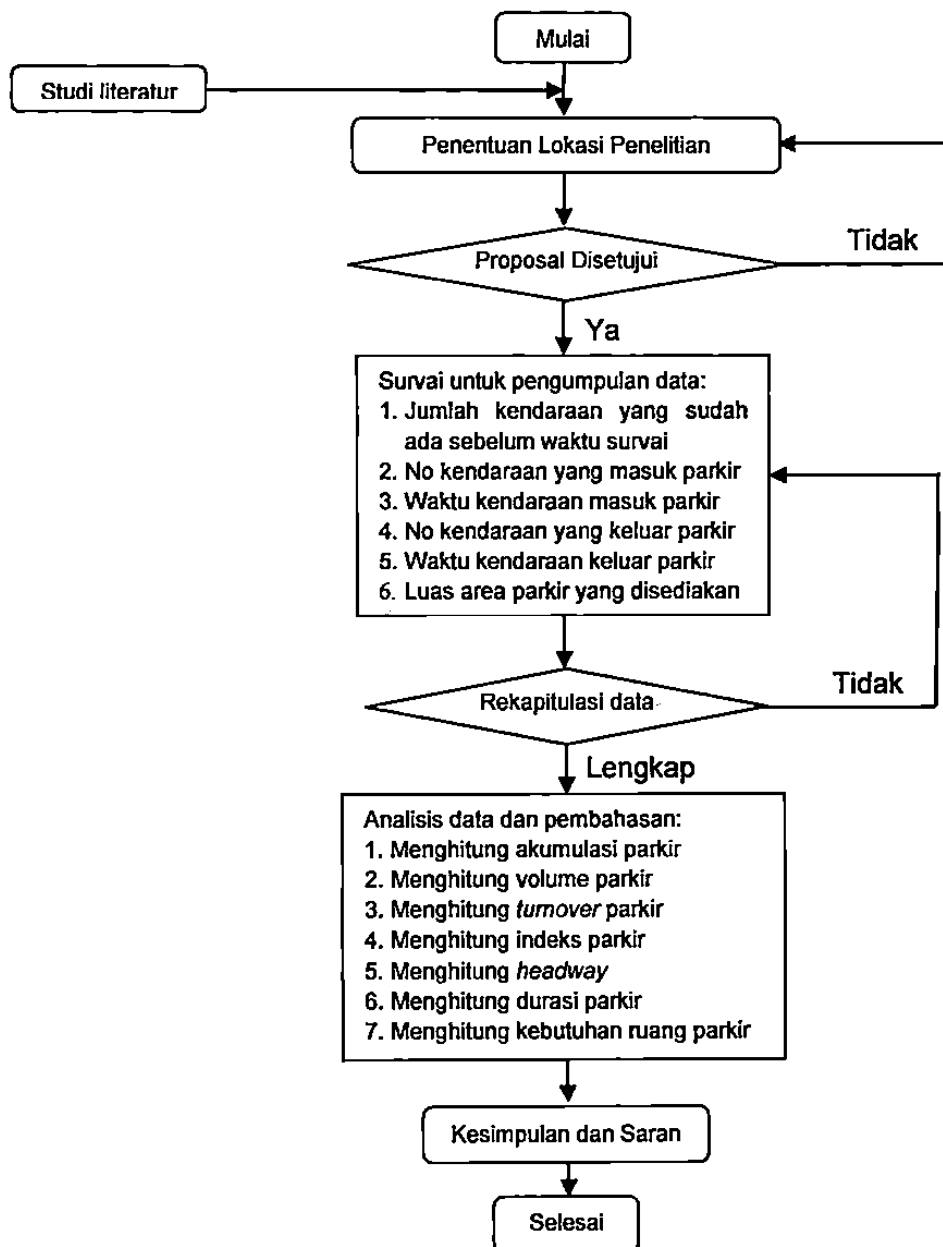 Mulai
Studi literatur
Penentuan Lokasi Penelitian
Proposal Disetujui
Tidak
Ya
Survai untuk pengumpulan data:
1. Jumlah kendaraan yang sudah
ada sebelum waktu survai
2. No kendaraan yang masuk parkir
3. Waktu kendaraan masuk parkir
4. No kendaraan yang keluar parkir
5. Waktu kendaraan keluar parkir
6. Luas area parkir yang disediakan
Rekapitulasi data
Tidak
Lengkap
Analisis data dan pembahasan:
1. Menghitung akumulasi parkir
2. Menghitung volume parkir
3. Menghitung turnover parkir
4. Menghitung indeks parkir
5. Menghitung headway
6. Menghitung durasi parkir
7. Menghitung kebutuhan ruang parkir
Kesimpulan dan Saran
Selesai